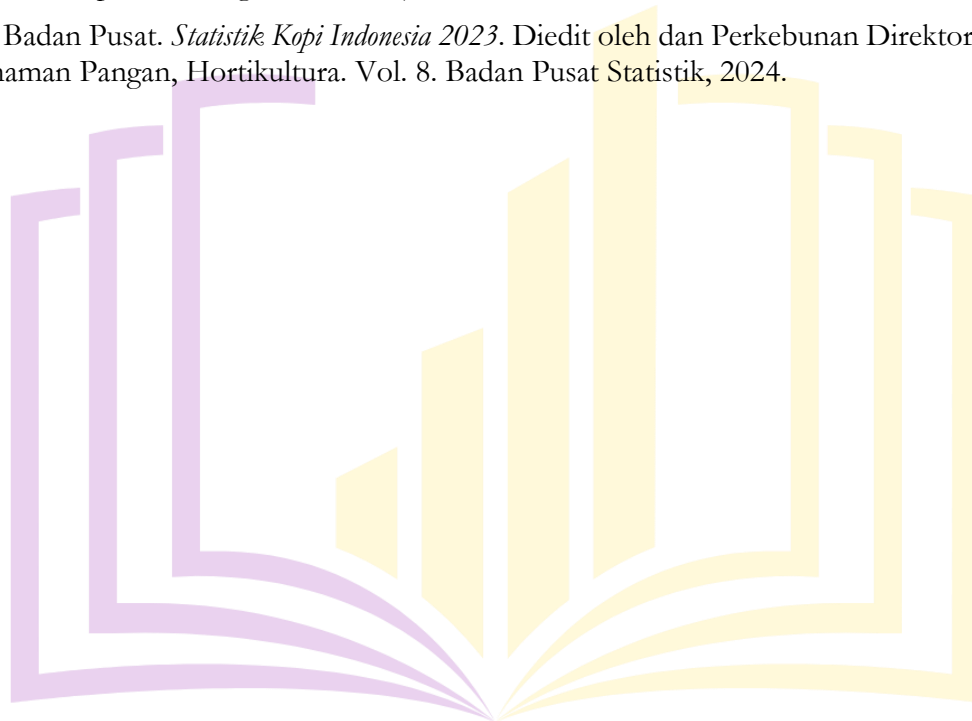 Badan Pusat. Statistik Kopi Indonesia 2023. Diedit oleh dan Perkebunan Direktor
naman Pangan, Hortikultura. Vol. 8. Badan Pusat Statistik, 2024.